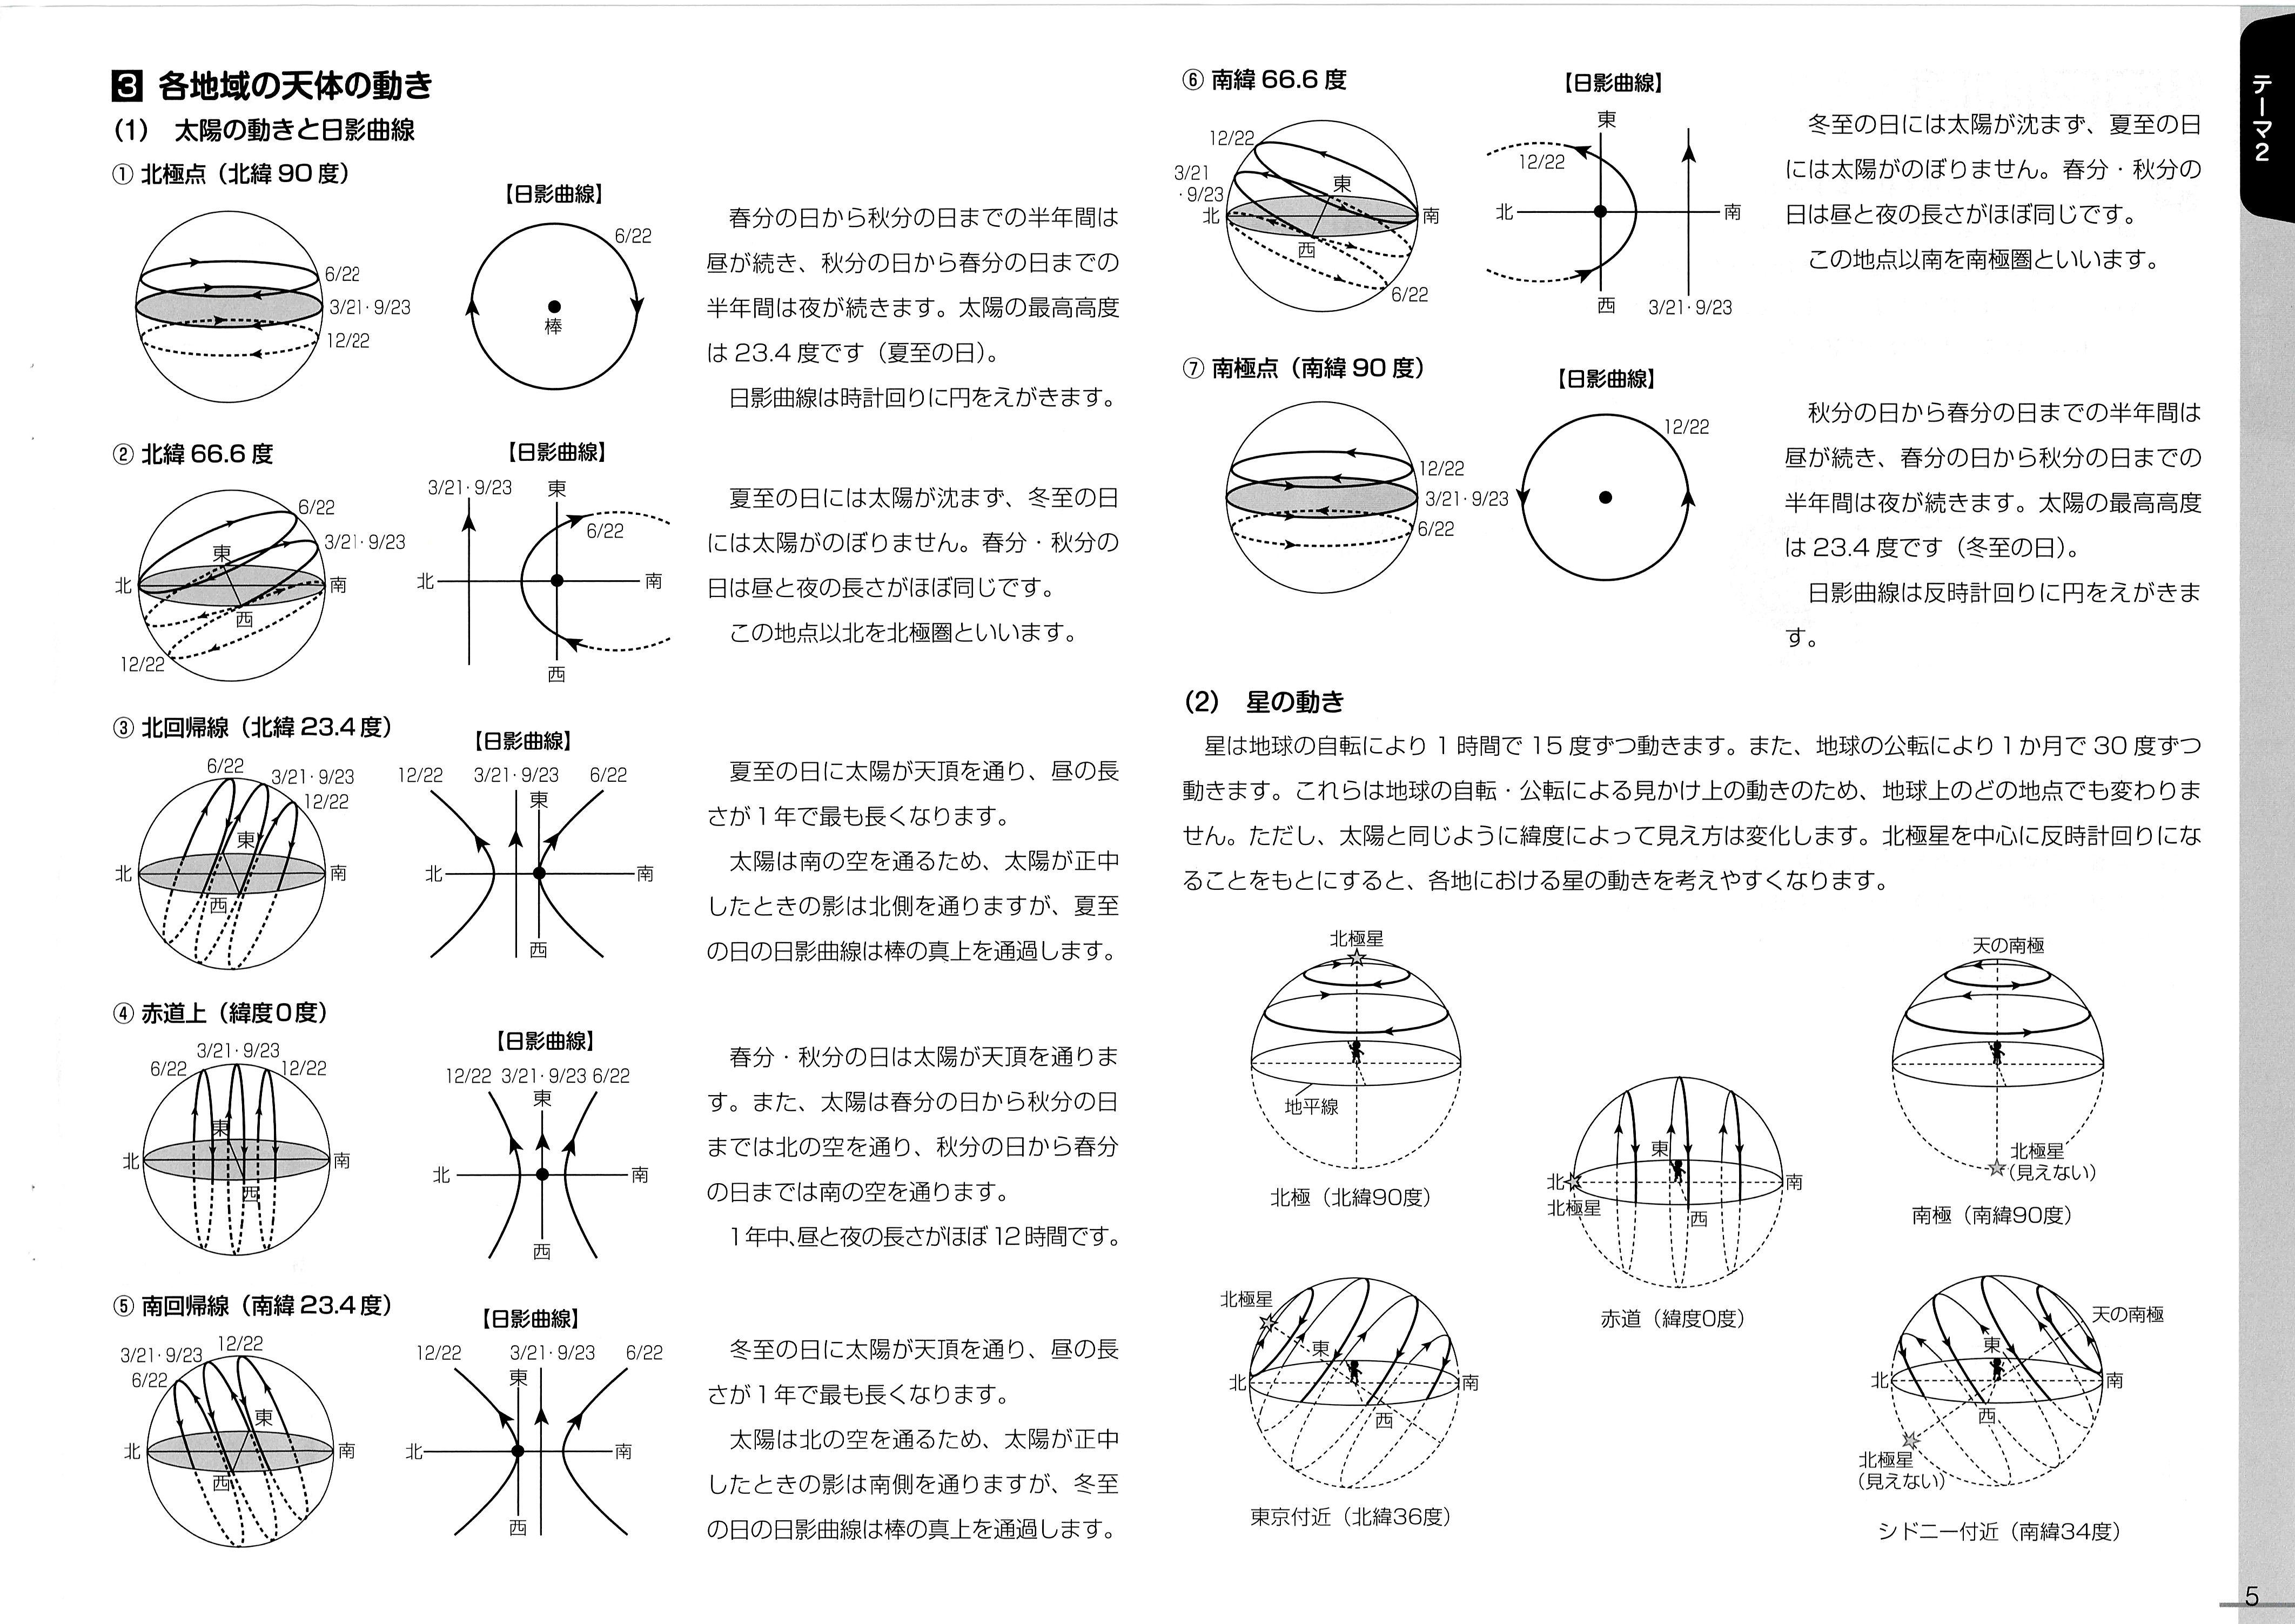 3 各地域の天体の動き
(1) 太陽の動きと日影曲線
① 北極点（北緯90度）
6/22
3/21・9/23
12/22
【日影曲線】
6/22
棒
春分の日から秋分の日までの半年間は
昼が続き、秋分の日から春分の日までの
半年間は夜が続きます。太陽の最高高度
は23.4度です（夏至の日）。
日影曲線は時計回りに円をえがきます。
② 北緯66.6度
6/22
3/21・9/23
東
北
南
西
12/22
【日影曲線】
3/21・9/23
東
6/22
北
南
西
夏至の日には太陽が沈まず、冬至の日
には太陽がのぼりません。春分・秋分の
日は昼と夜の長さがほぼ同じです。
この地点以北を北極圏といいます。
③ 北回帰線（北緯23.4度）
6/22
3/21・9/23
12/22
東
北
南
西
【日影曲線】
12/22 3/21・9/23 6/22
東
北
南
西
夏至の日に太陽が天頂を通り、昼の長
さが1年で最も長くなります。
太陽は南の空を通るため、太陽が正中
したときの影は北側を通りますが、夏至
の日の日影曲線は棒の真上を通過します。
④ 赤道上（緯度0度）
3/21・9/23
6/22
12/22
東
北
南
西
【日影曲線】
12/22 3/21・9/23 6/22
東
北
南
西
春分・秋分の日は太陽が天頂を通りま
す。また、太陽は春分の日から秋分の日
までは北の空を通り、秋分の日から春分
の日までは南の空を通ります。
1年中、昼と夜の長さがほぼ12時間です。
⑤ 南回帰線（南緯23.4度）
12/22
3/21・9/23
6/22
東
北
南
西
【日影曲線】
12/22 3/21・9/23 6/22
東
北
南
西
冬至の日に太陽が天頂を通り、昼の長
さが1年で最も長くなります。
太陽は北の空を通るため、太陽が正中
したときの影は南側を通りますが、冬至
の日の日影曲線は棒の真上を通過します。
⑥ 南緯66.6度
12/22
3/21
・9/23
東
北
南
西
6/22
【日影曲線】
東
12/22
北
南
西
3/21・9/23
冬至の日には太陽が沈まず、夏至の日
には太陽がのぼりません。春分・秋分の
日は昼と夜の長さがほぼ同じです。
この地点以南を南極圏といいます。
⑦ 南極点（南緯90度）
12/22
3/21・9/23
6/22
【日影曲線】
12/22
秋分の日から春分の日までの半年間は
昼が続き、春分の日から秋分の日までの
半年間は夜が続きます。太陽の最高高度
は23.4度です（冬至の日）。
日影曲線は反時計回りに円をえがきま
す。
(2) 星の動き
星は地球の自転により1時間で15度ずつ動きます。また、地球の公転により1か月で30度ずつ
動きます。これらは地球の自転・公転による見かけ上の動きのため、地球上のどの地点でも変わりま
せん。ただし、太陽と同じように緯度によって見え方は変化します。北極星を中心に反時計回りにな
ることをもとにすると、各地における星の動きを考えやすくなります。
北極星
地平線
北極（北緯90度）
東
北
南
北極星
西
赤道（緯度0度）
天の南極
北極星
（見えない）
南極（南緯90度）
北極星
東
北
南
西
東京付近（北緯36度）
天の南極
東
北
南
西
北極星
（見えない）
シドニー付近（南緯34度）
テーマ2
5